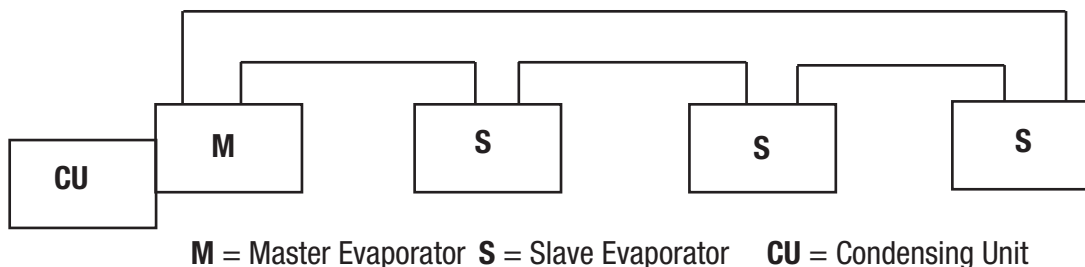 M S S S
CU
M = Master Evaporator S = Slave Evaporator CU = Condensing Unit